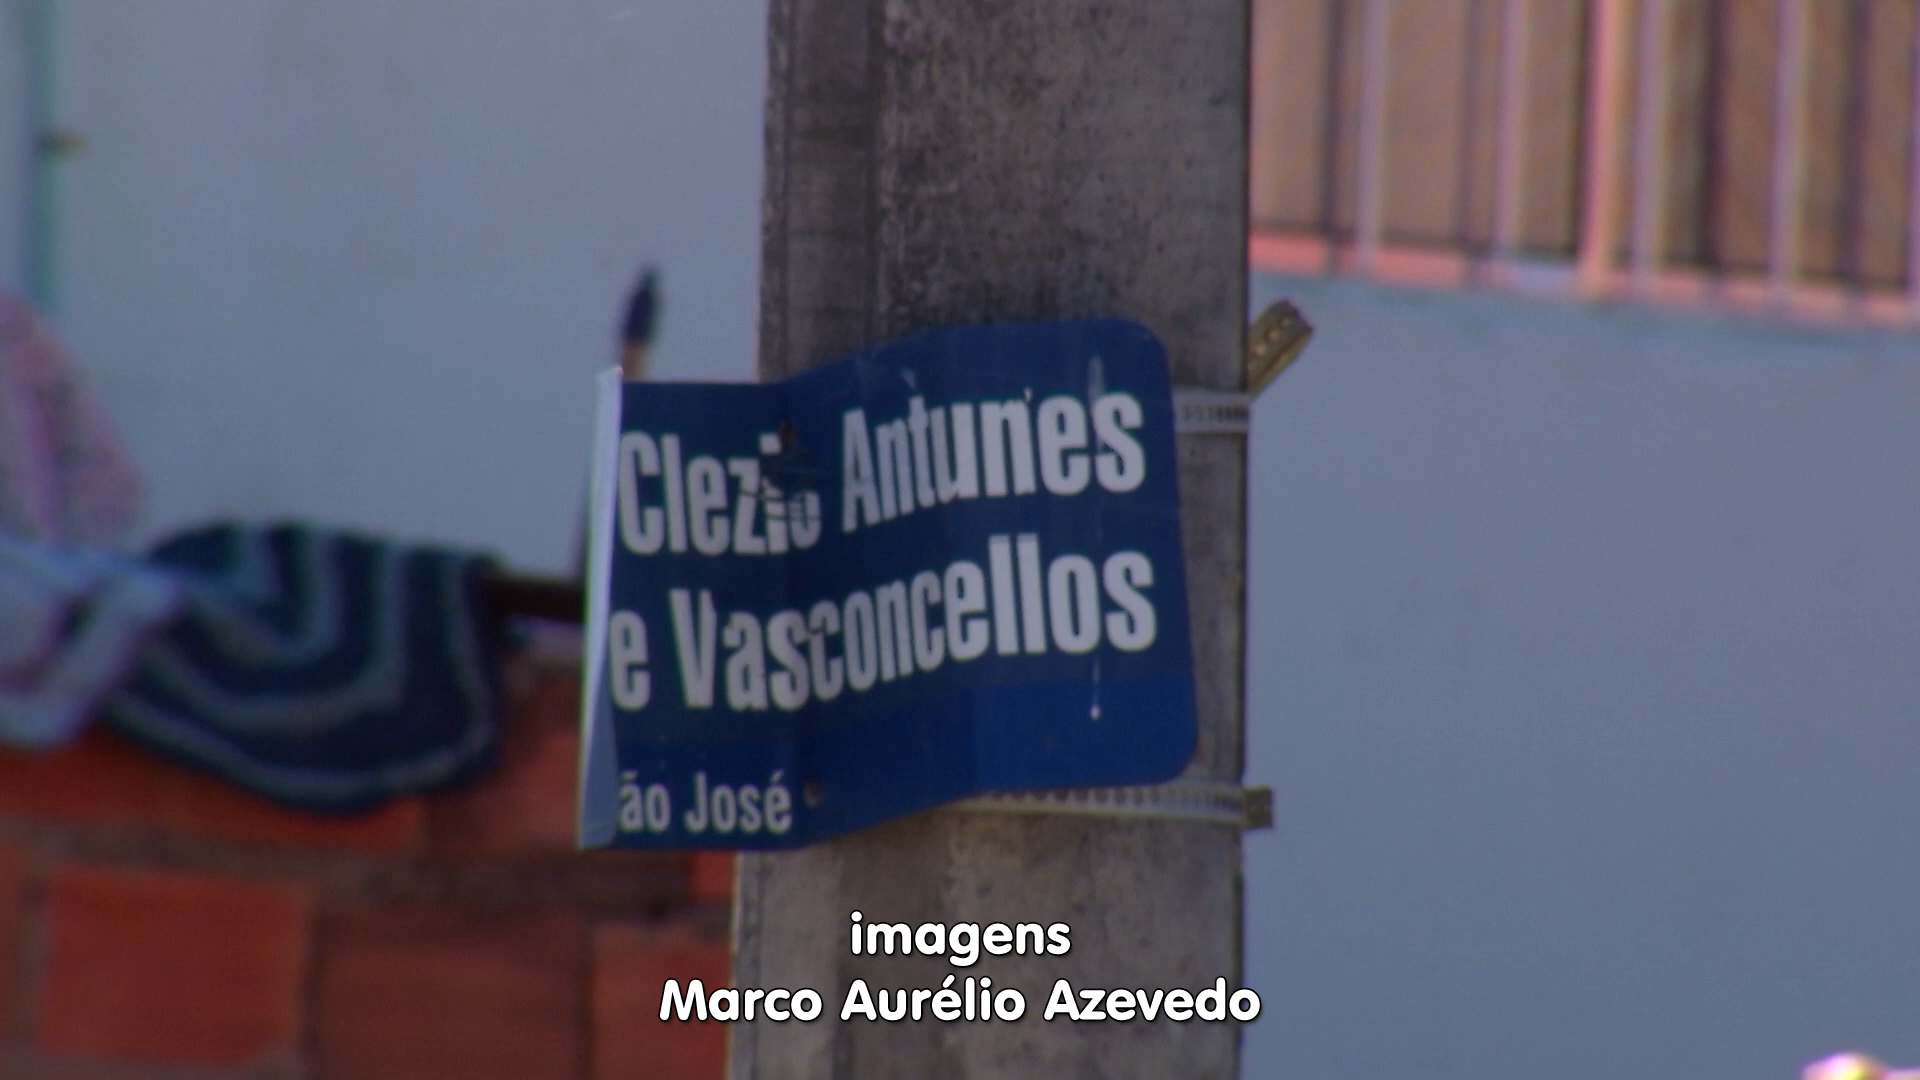 Clezio Antunes
e Vasconcellos
ão José
imagens
Marco Aurélio Azevedo